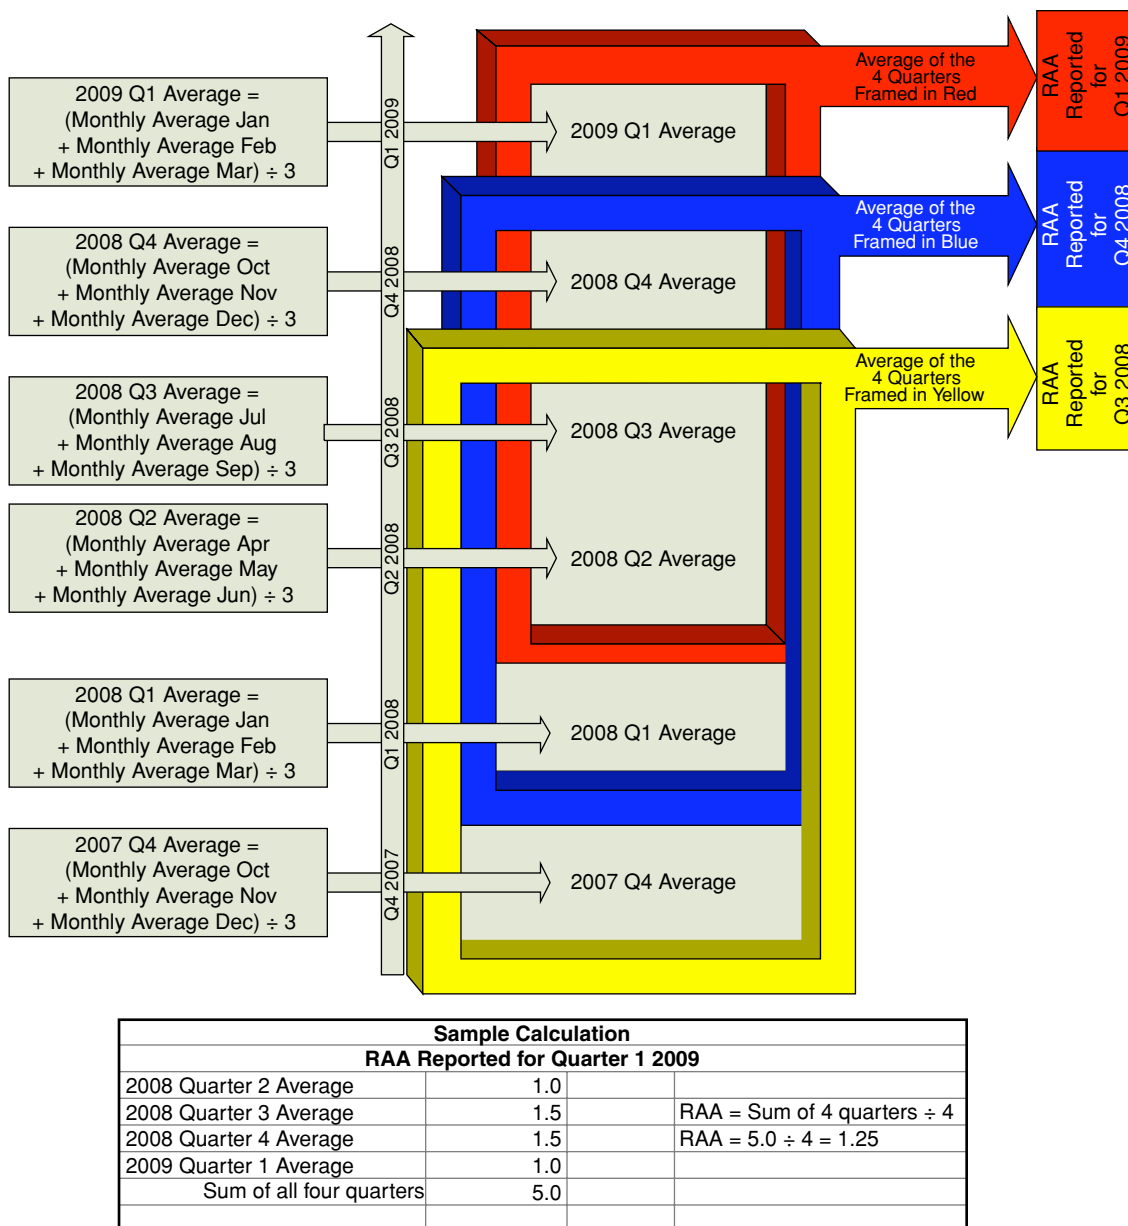 2009 Q1 Average =
(Monthly Average Jan
+ Monthly Average Feb
+ Monthly Average Mar) ÷ 3
2008 Q4 Average =
(Monthly Average Oct
+ Monthly Average Nov
+ Monthly Average Dec) ÷ 3
2008 Q3 Average =
(Monthly Average Jul
+ Monthly Average Aug
+ Monthly Average Sep) ÷ 3
2008 Q2 Average =
(Monthly Average Apr
+ Monthly Average May
+ Monthly Average Jun) ÷ 3
2008 Q1 Average =
(Monthly Average Jan
+ Monthly Average Feb
+ Monthly Average Mar) ÷ 3
2007 Q4 Average =
(Monthly Average Oct
+ Monthly Average Nov
+ Monthly Average Dec) ÷ 3
Q1 2009
Q4 2008
Q3 2008
Q2 2008
Q1 2008
Q4 2007
2009 Q1 Average
2008 Q4 Average
2008 Q3 Average
2008 Q2 Average
2008 Q1 Average
2007 Q4 Average
Average of the
4 Quarters
Framed in Red
Average of the
4 Quarters
Framed in Blue
Average of the
4 Quarters
Framed in Yellow
RAA
Reported
for
Q1 2009
RAA
Reported
for
Q4 2008
RAA
Reported
for
Q3 2008
Sample Calculation
RAA Reported for Quarter 1 2009
2008 Quarter 2 Average 1.0
2008 Quarter 3 Average 1.5 RAA = Sum of 4 quarters ÷ 4
2008 Quarter 4 Average 1.5 RAA = 5.0 ÷ 4 = 1.25
2009 Quarter 1 Average 1.0
Sum of all four quarters 5.0